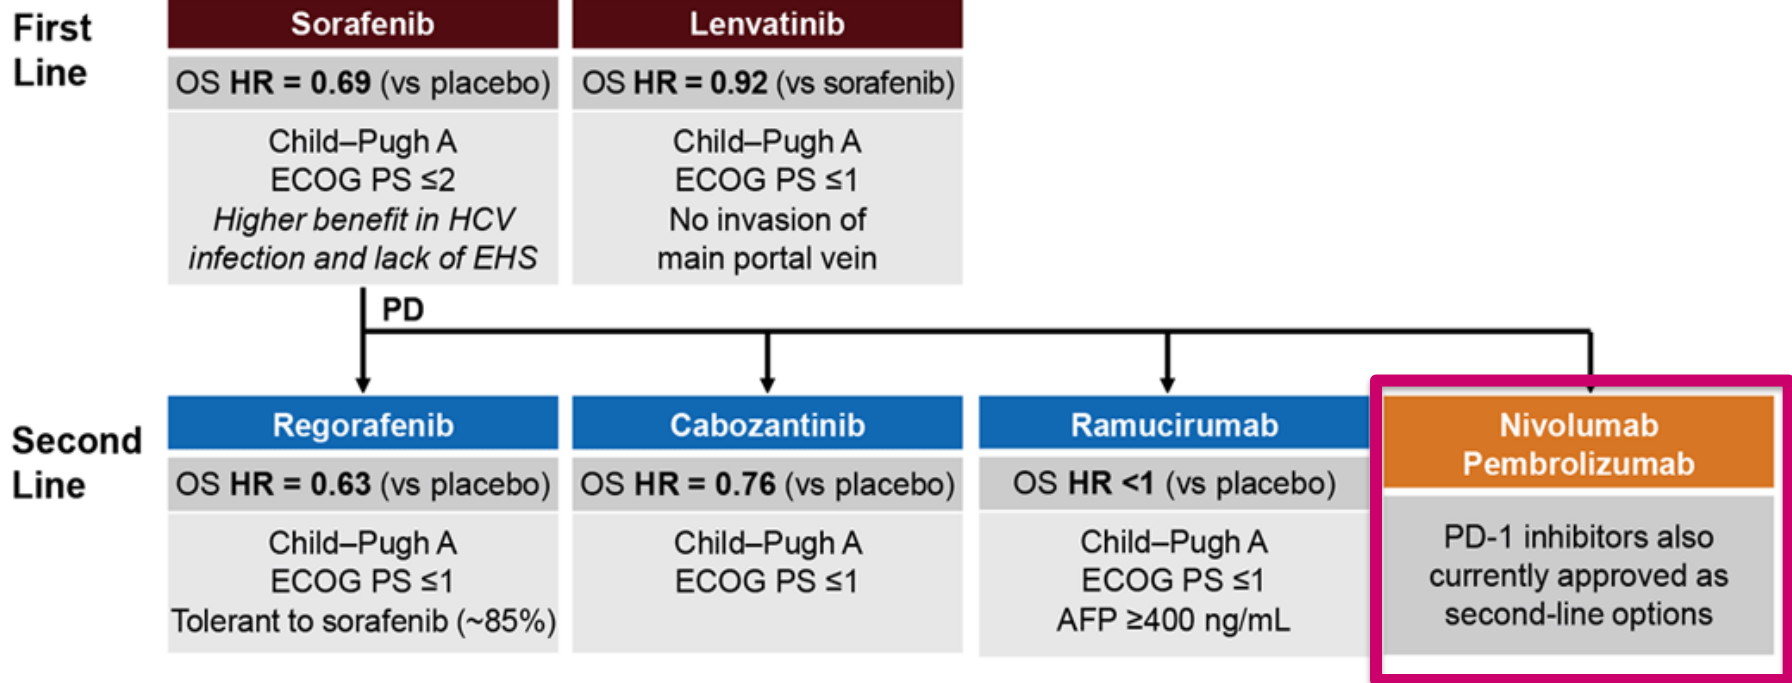 First
Line
Sorafenib
OS HR = 0.69 (vs placebo)
Child–Pugh A
ECOG PS ≤2
Higher benefit in HCV
infection and lack of EHS
Lenvatinib
OS HR = 0.92 (vs sorafenib)
Child–Pugh A
ECOG PS ≤1
No invasion of
main portal vein
PD
Second
Line
Regorafenib
OS HR = 0.63 (vs placebo)
Child–Pugh A
ECOG PS ≤1
Tolerant to sorafenib (~85%)
Cabozantinib
OS HR = 0.76 (vs placebo)
Child–Pugh A
ECOG PS ≤1
Ramucirumab
OS HR <1 (vs placebo)
Child–Pugh A
ECOG PS ≤1
AFP ≥400 ng/mL
Nivolumab
Pembrolizumab
PD-1 inhibitors also
currently approved as
second-line options